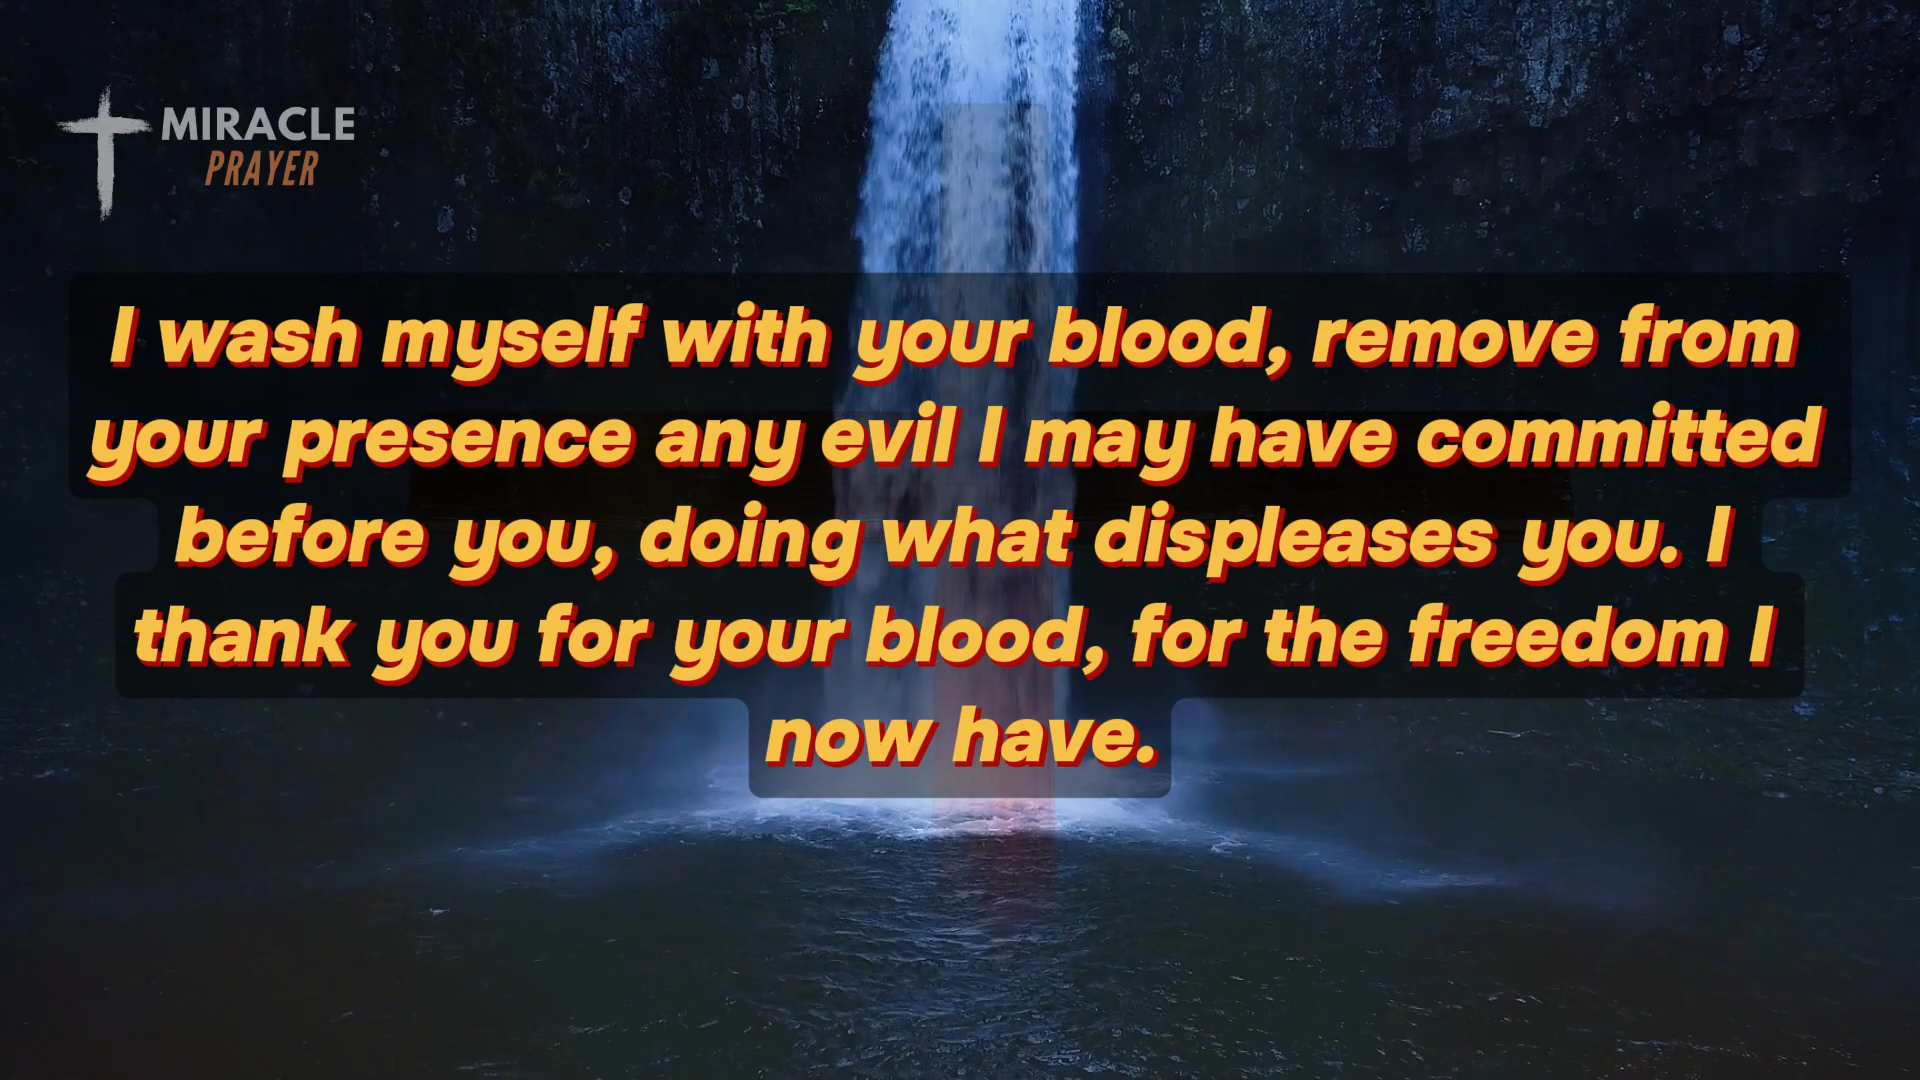 MIRACLE
PRAYER
I wash myself with your blood, remove from
your presence any evil I may have committed
before you, doing what displeases you. I
thank you for your blood, for the freedom I
now have.